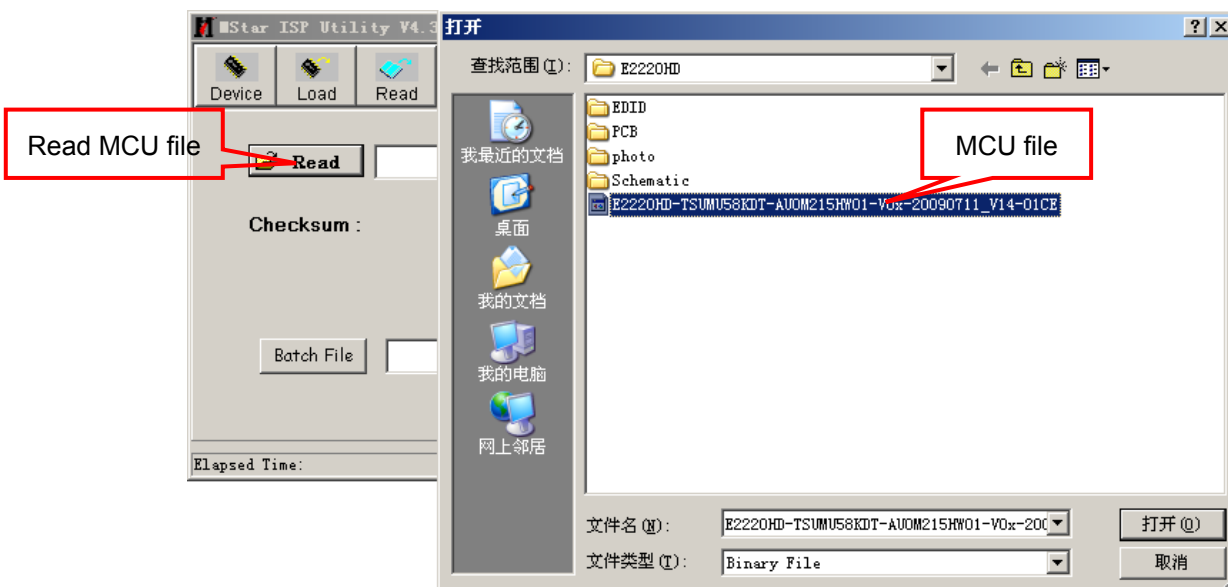 MStar ISP Utility V4.3
Device
Load
Read
Read MCU file
Read
Checksum :
Batch File
Elapsed Time:
打开
查找范围(I):
E2220HD
我最近的文档
桌面
我的文档
我的电脑
网上邻居
EDID
PCB
photo
Schematic
E2220HD-TSUMU58KDT-AUOM215HW01-V0x-20090711_V14-01CE
MCU file
文件名(N):
E2220HD-TSUMU58KDT-AUOM215HW01-V0x-200
打开(O)
文件类型(T):
Binary File
取消